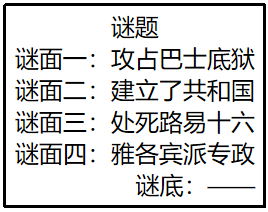 谜题
谜面一：攻占巴士底狱
谜面二：建立了共和国
谜面三：处死路易十六
谜面四：雅各宾派专政
谜底：——